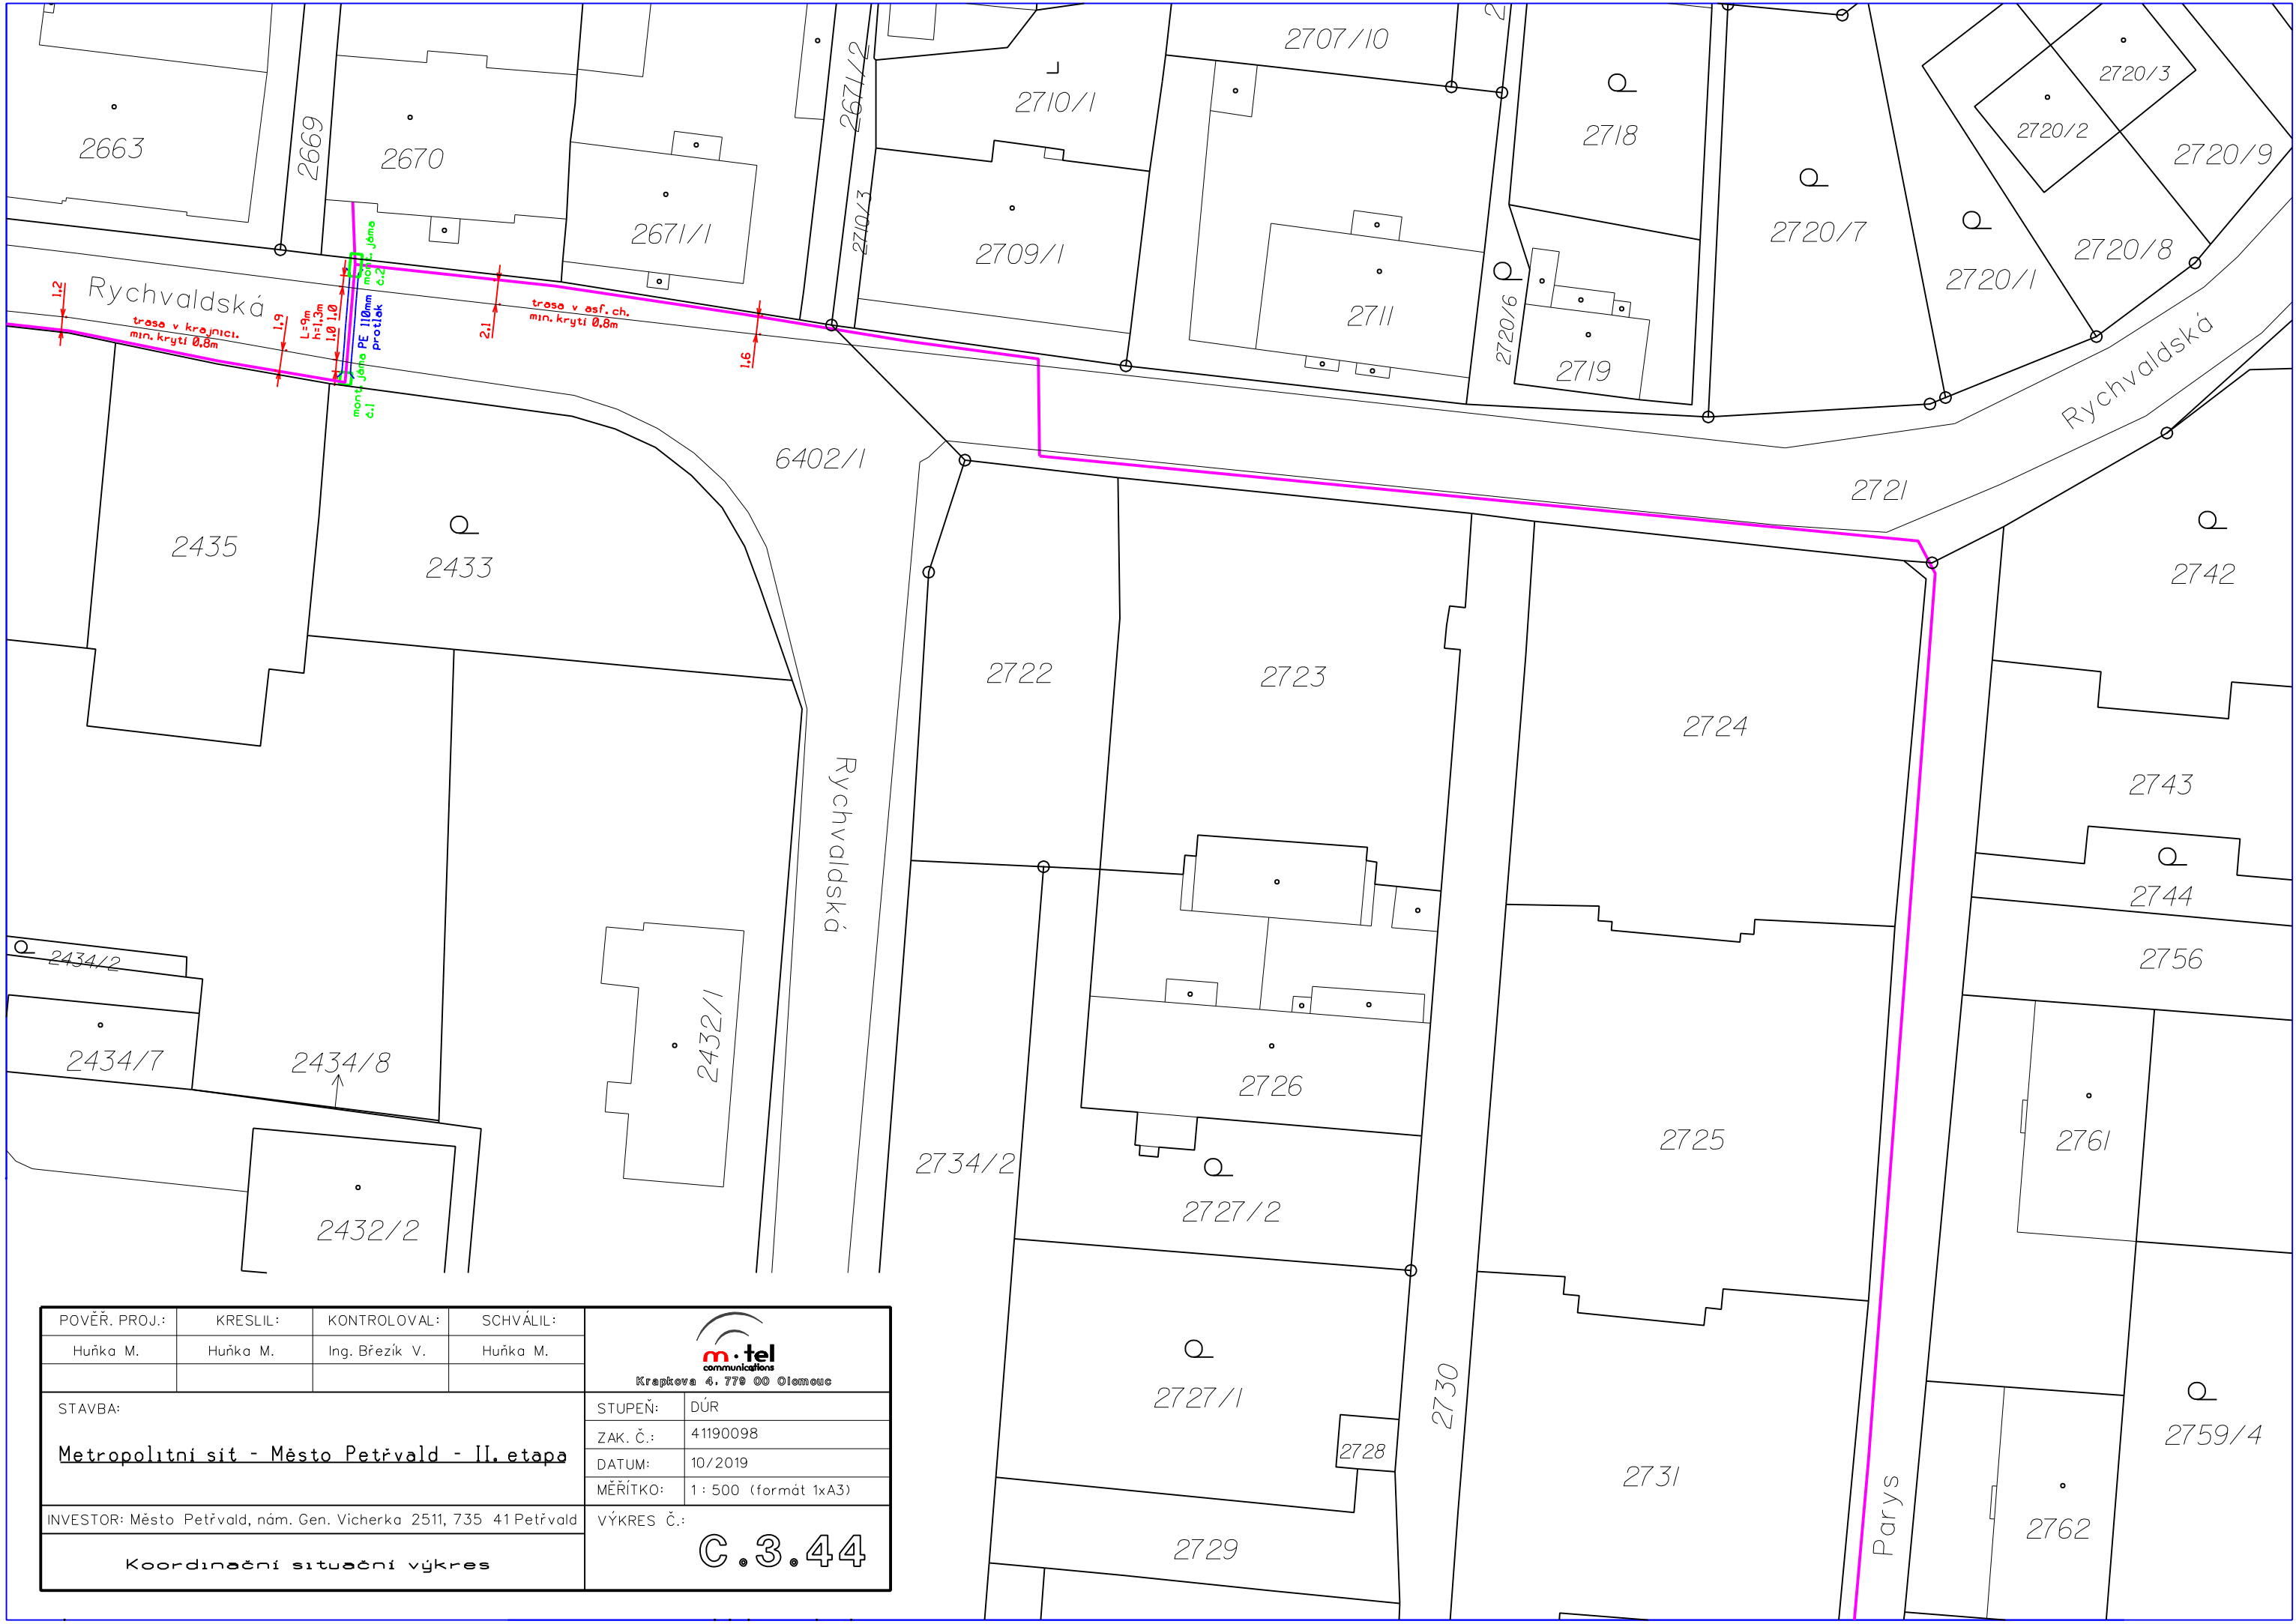 2707/10
2671/2
2710/1
2718
2720/3
2720/2
2720/9
2663
2669
2670
2671/1
2710/3
2709/1
2711
2720/6
2719
2720/7
2720/1
2720/8
Rychvaldská
mont. jáma
č.2
1.2
trasa v krajnici.
min. krytí 0.8m
1.9
L=9m
h=1.3m
1.0 1.0
PE 110mm
protlak
mont. jáma
č.1
2.1
trasa v asf. ch.
min. krytí 0.8m
1.6
Rychvaldská
6402/1
2721
2435
2433
2742
2722
2723
2724
2743
Rychvaldská
2744
2756
2434/2
2434/7
2434/8
2432/1
2726
2725
2761
2734/2
2727/2
2432/2
2727/1
2730
2728
2731
2759/4
Parys
2729
2762
POVĚŘ. PROJ.: KRESLIL: KONTROLOVAL: SCHVÁLIL:
Huňka M. Huňka M. Ing. Březík V. Huňka M.
m·tel
communications
Krapkova 4, 779 00 Olomouc
STAVBA:
Metropolitní síť - Město Petřvald - II. etapa
STUPEŇ: DÚR
ZAK. Č.: 41190098
DATUM: 10/2019
MĚŘÍTKO: 1 : 500 (formát 1xA3)
INVESTOR: Město Petřvald, nám. Gen. Vicherka 2511, 735 41 Petřvald
VÝKRES Č.:
C.3.44
Koordinační situační výkres